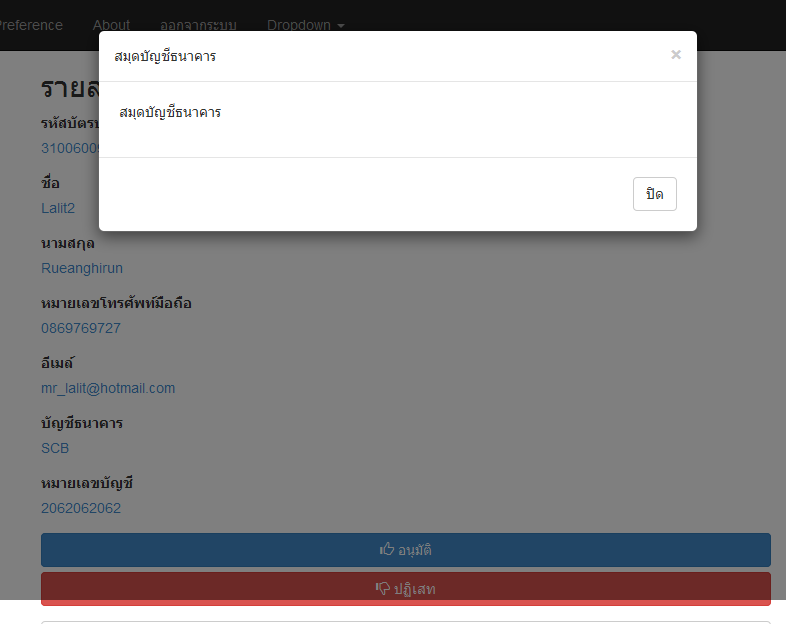 reference About ออกจากระบบ Dropdown
สมุดบัญชีธนาคาร ×
สมุดบัญชีธนาคาร
ปิด
รายล
รหัสบัตรป
3100600
ชื่อ
Lalit2
นามสกุล
Rueanghirun
หมายเลขโทรศัพท์มือถือ
0869769727
อีเมล์
mr_lalit@hotmail.com
บัญชีธนาคาร
SCB
หมายเลขบัญชี
2062062062
อนุมัติ
ปฏิเสท